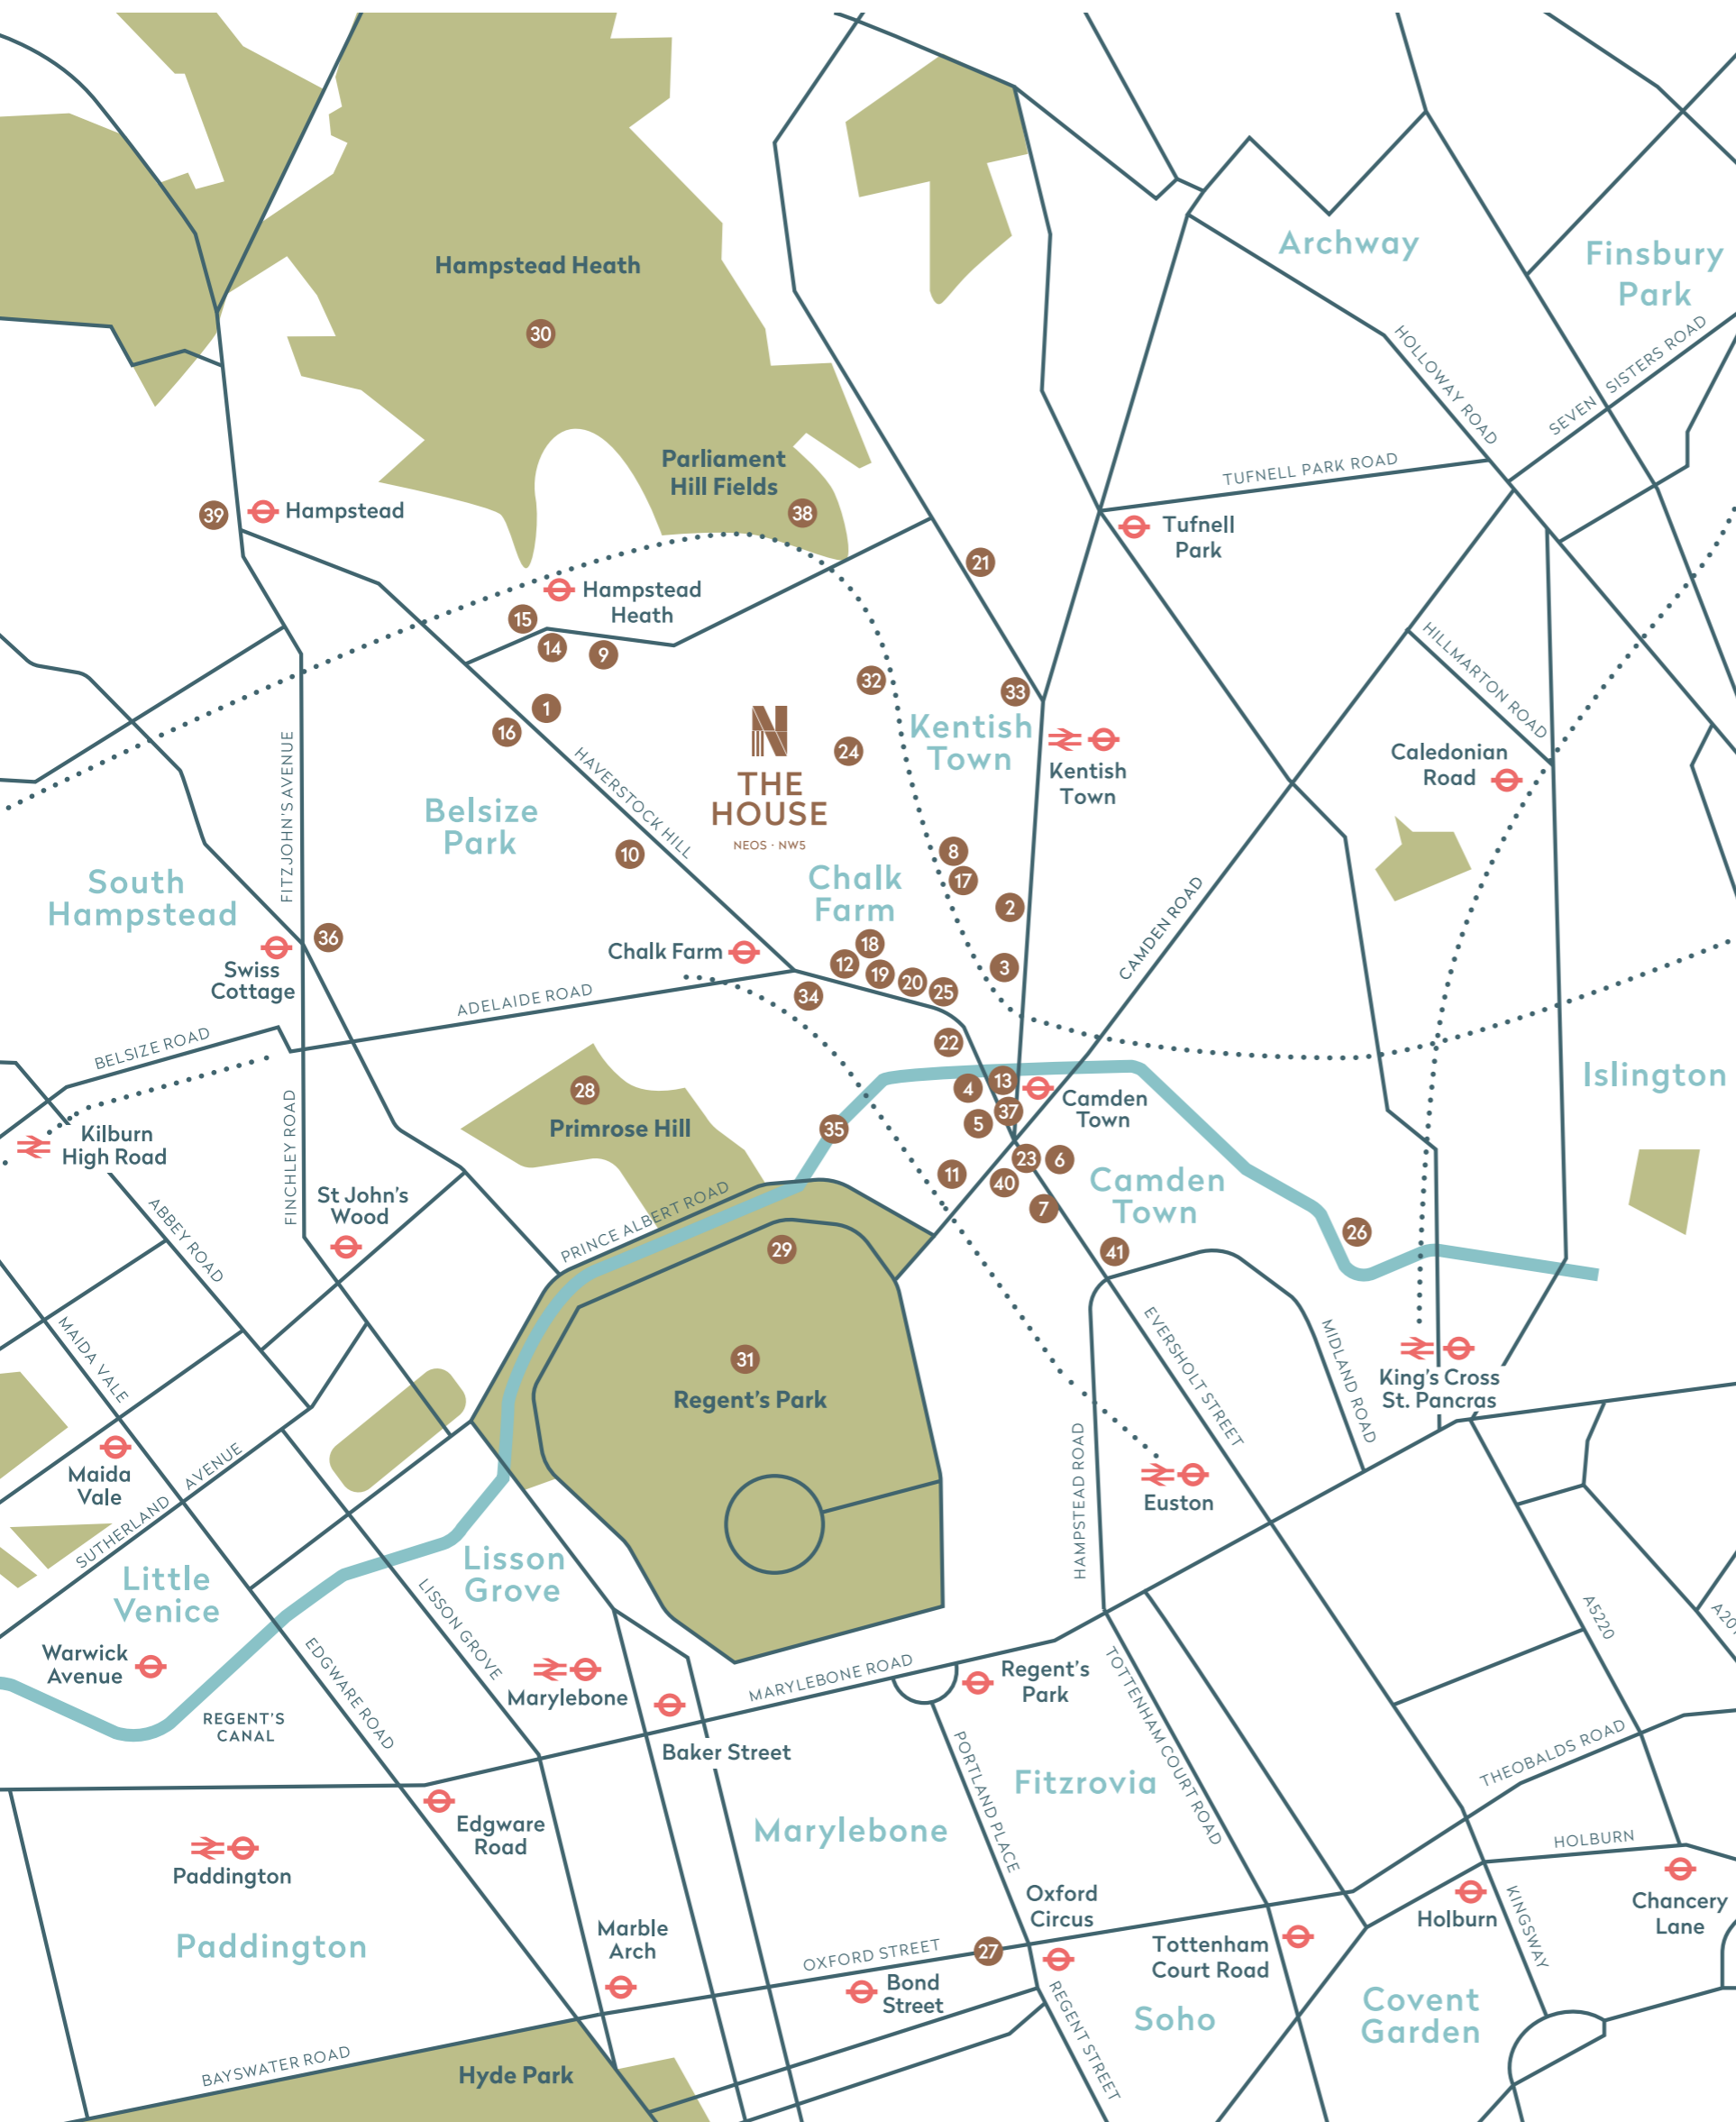 Hampstead Heath
30
Archway
Finsbury
Park
HOLLOWAY ROAD
SEVEN SISTERS ROAD
Parliament
Hill Fields
38
TUFNELL PARK ROAD
39
Hampstead
Tufnell
Park
21
Hampstead
Heath
15
14
9
HILLMARTON ROAD
32
33
1
16
Kentish
Town
24
Kentish
Town
Caledonian
Road
N
THE
HOUSE
NEOS · NW5
HAVERSTOCK HILL
FITZJOHN'S AVENUE
Belsize
Park
10
8
17
2
South
Hampstead
Chalk
Farm
CAMDEN ROAD
36
Swiss
Cottage
Chalk Farm
18
12
19
20
25
3
34
ADELAIDE ROAD
BELSIZE ROAD
22
28
Primrose Hill
4
13
37
5
Camden
Town
Islington
35
Kilburn
High Road
FINCHLEY ROAD
23
6
11
40
7
Camden
Town
St John's
Wood
ABBEY ROAD
PRINCE ALBERT ROAD
29
41
26
MAIDA VALE
EVERSHOLT STREET
MIDLAND ROAD
31
Regent's Park
King's Cross
St. Pancras
Maida
Vale
SUTHERLAND AVENUE
HAMPSTEAD ROAD
Euston
Little
Venice
Lisson
Grove
LISSON GROVE
A5220
A201
Warwick
Avenue
EDGWARE ROAD
Marylebone
MARYLEBONE ROAD
Regent's
Park
REGENT'S
CANAL
Baker Street
TOTTENHAM COURT ROAD
PORTLAND PLACE
THEOBALDS ROAD
Fitzrovia
Edgware
Road
Marylebone
HOLBURN
Paddington
Oxford
Circus
Holburn
KINGSWAY
Chancery
Lane
Paddington
Marble
Arch
OXFORD STREET
27
Tottenham
Court Road
Bond
Street
REGENT STREET
Soho
Covent
Garden
BAYSWATER ROAD
Hyde Park